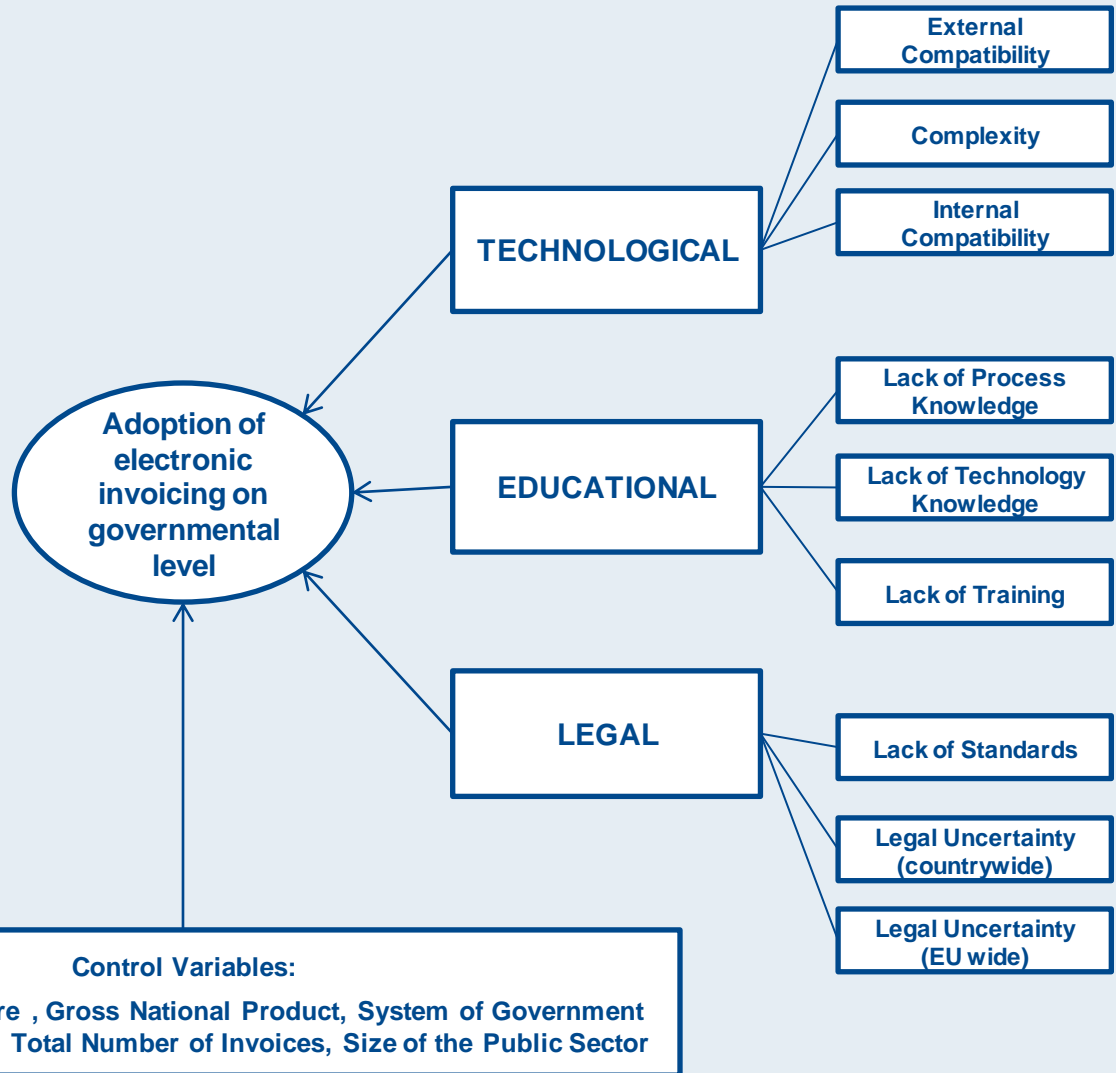 External
Compatibility
Complexity
Internal
Compatibility
TECHNOLOGICAL
Lack of Process
Knowledge
Lack of Technology
Knowledge
Lack of Training
EDUCATIONAL
Adoption of
electronic
invoicing on
governmental
level
LEGAL
Lack of Standards
Legal Uncertainty
(countrywide)
Legal Uncertainty
(EU wide)
Control Variables:
, Gross National Product, System of Government
Total Number of Invoices, Size of the Public Sector